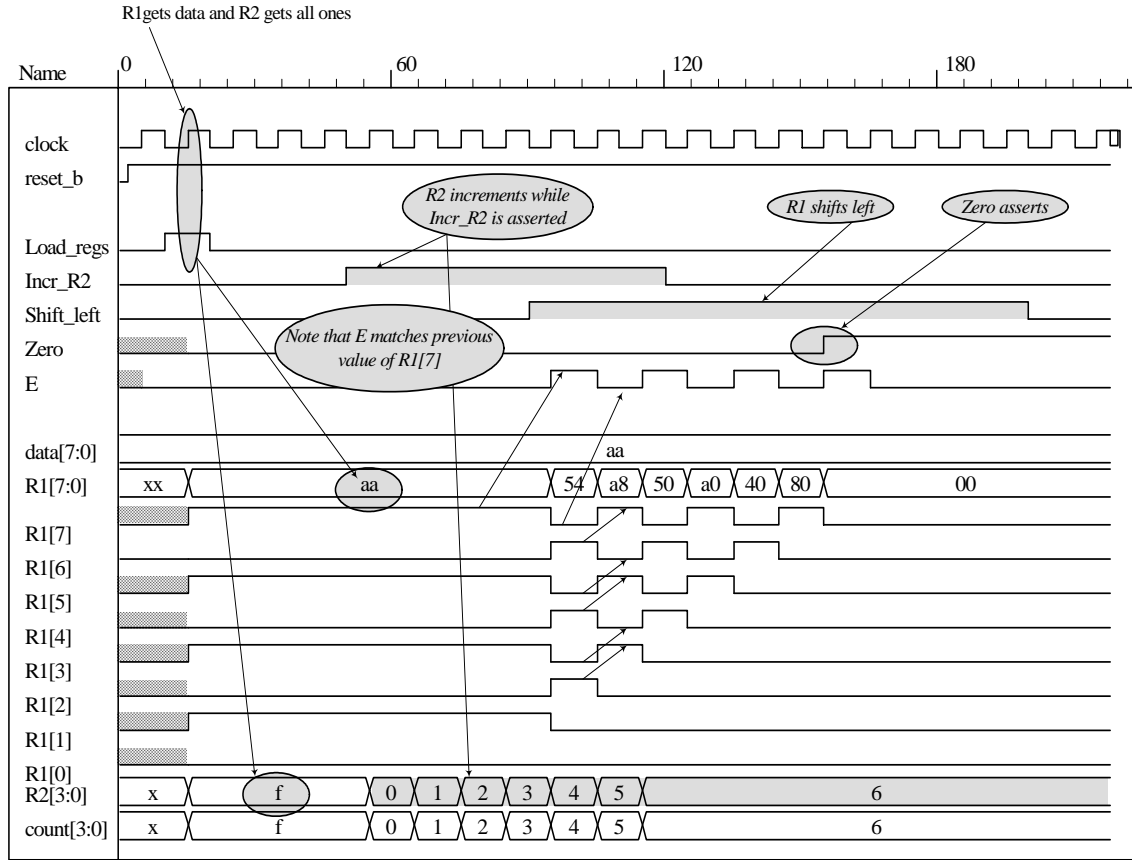 R1gets data and R2 gets all ones
Name
0 60 120 180
clock
reset_b
R2 increments while
Incr_R2 is asserted
R1 shifts left
Zero asserts
Load_regs
Incr_R2
Shift_left
Note that E matches previous
value of R1[7]
Zero
E
data[7:0] aa
R1[7:0] xx aa 54 a8 50 a0 40 80 00
R1[7]
R1[6]
R1[5]
R1[4]
R1[3]
R1[2]
R1[1]
R1[0]
R2[3:0] x f 0 1 2 3 4 5 6
count[3:0] x f 0 1 2 3 4 5 6